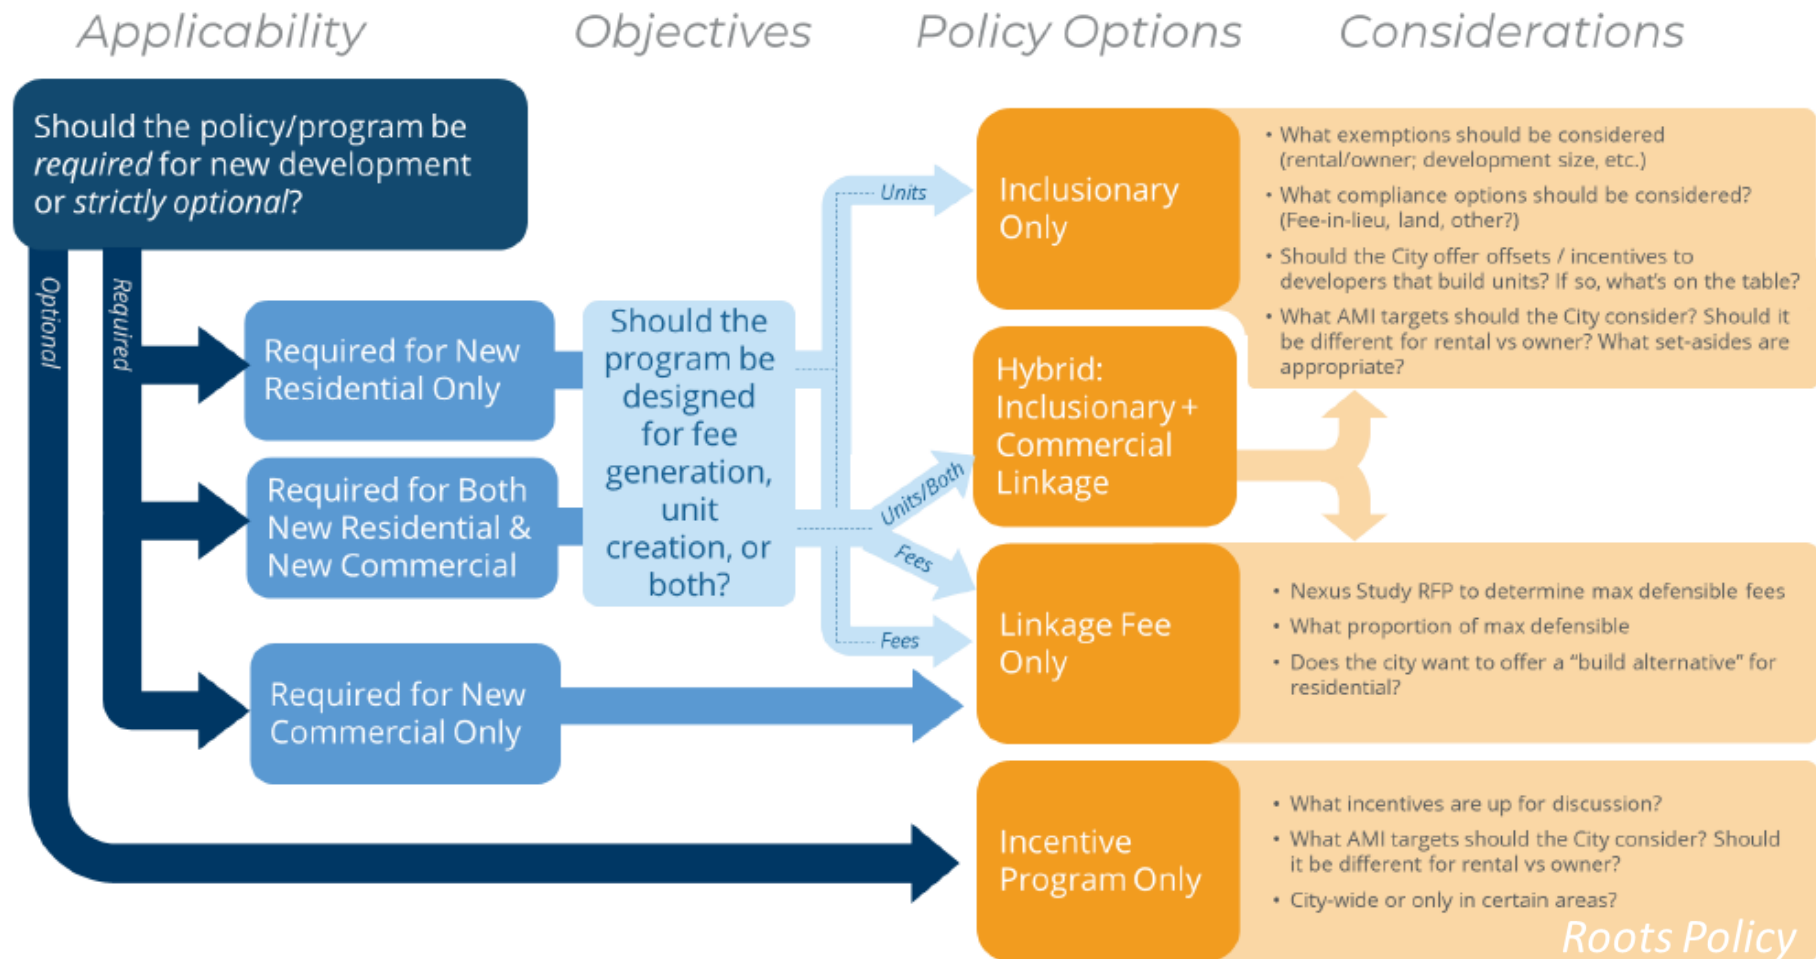 Applicability
Objectives
Policy Options
Considerations
Should the policy/program be
required for new development
or strictly optional?
Optional
Required
Required for New
Residential Only
Required for Both
New Residential &
New Commercial
Required for New
Commercial Only
Should the
program be
designed
for fee
generation,
unit
creation, or
both?
Units
Units/Both
Fees
Fees
Inclusionary
Only
• What exemptions should be considered
(rental/owner; development size, etc.)
• What compliance options should be considered?
(Fee-in-lieu, land, other?)
• Should the City offer offsets / incentives to
developers that build units? If so, what's on the table?
• What AMI targets should the City consider? Should it
be different for rental vs owner? What set-asides are
appropriate?
Hybrid:
Inclusionary +
Commercial
Linkage
Linkage Fee
Only
• Nexus Study RFP to determine max defensible fees
• What proportion of max defensible
• Does the city want to offer a “build alternative” for
residential?
Incentive
Program Only
• What incentives are up for discussion?
• What AMI targets should the City consider? Should
it be different for rental vs owner?
• City-wide or only in certain areas?
Roots Policy